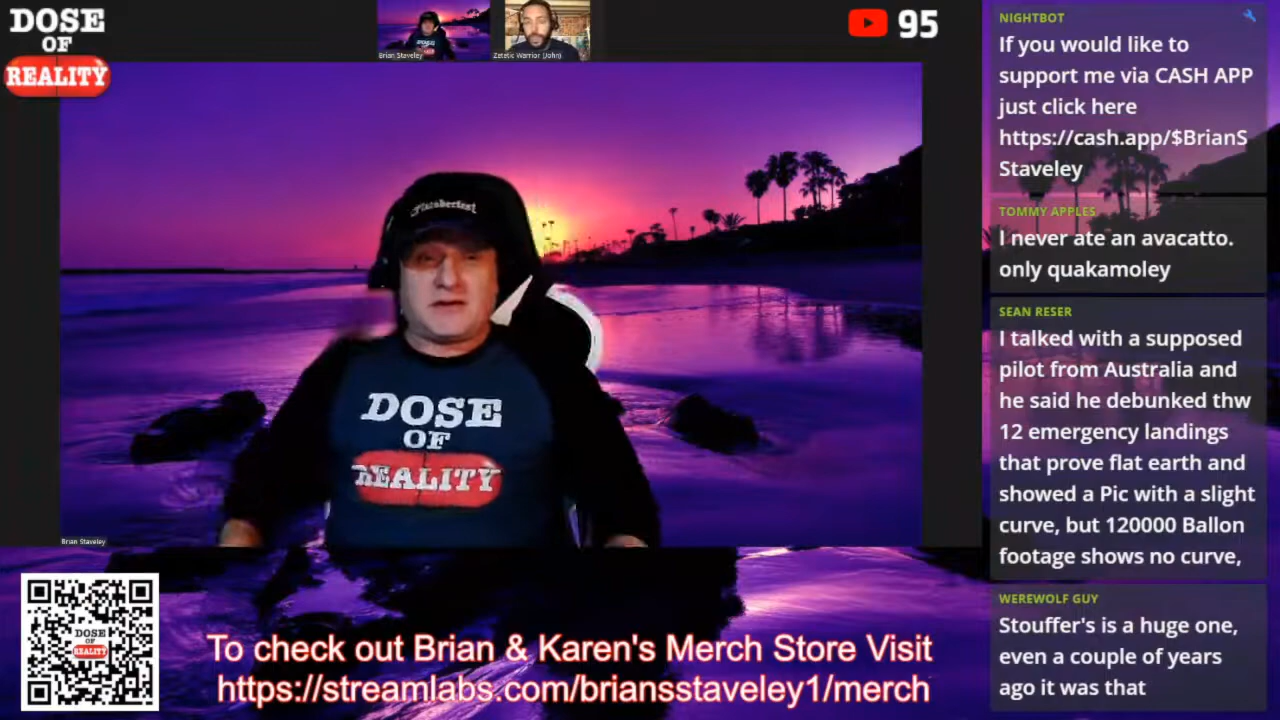 DOSE
OF
REALITY
Brian Staveley
Zetetic Warrior (John)
95
NIGHTBOT
If you would like to
support me via CASH APP
just click here
https://cash.app/$BrianS
Staveley
TOMMY APPLES
I never ate an avacatto.
only quakamoley
SEAN RESER
I talked with a supposed
pilot from Australia and
he said he debunked thw
12 emergency landings
that prove flat earth and
showed a Pic with a slight
curve, but 120000 Ballon
footage shows no curve,
WEREWOLF GUY
Stouffer's is a huge one,
even a couple of years
ago it was that
DOSE
OF
REALITY
Brian Staveley
DOSE
OF
REALITY
To check out Brian & Karen's Merch Store Visit
https://streamlabs.com/briansstaveley1/merch